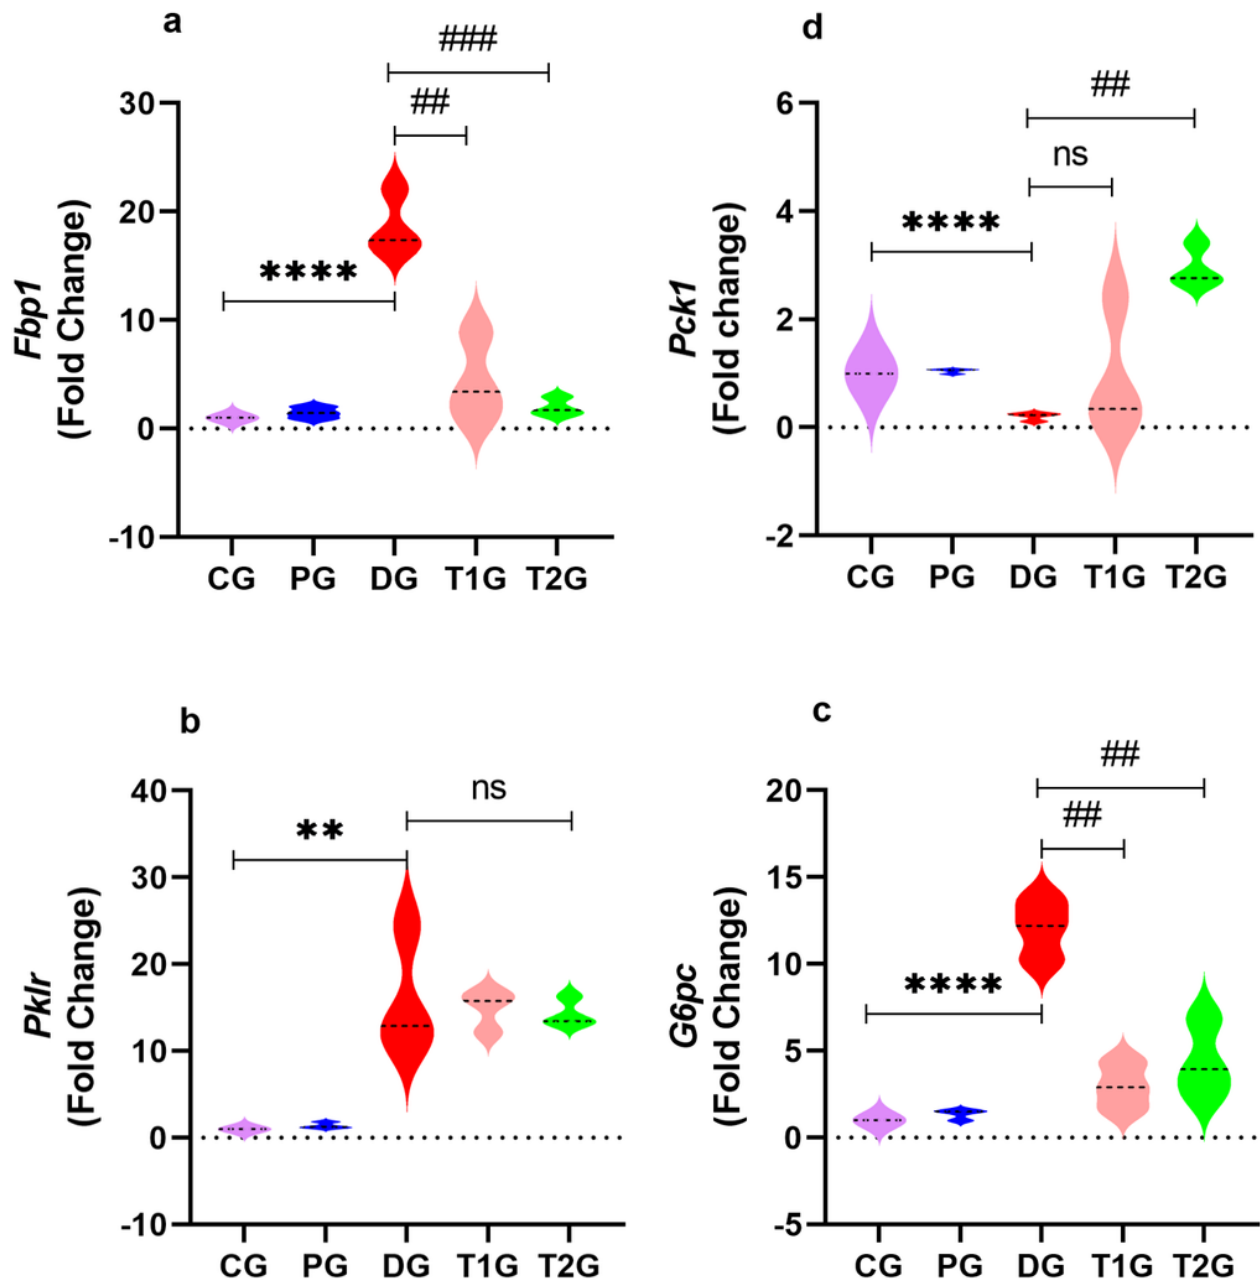 a
###
##
****
30
20
10
0
-10
Fbp1
(Fold Change)
CG PG DG T1G T2G
d
##
ns
****
6
4
2
0
-2
Pck1
(Fold change)
CG PG DG T1G T2G
b
ns
**
40
30
20
10
0
-10
Pklr
(Fold Change)
CG PG DG T1G T2G
c
##
##
****
20
15
10
5
0
-5
G6pc
(Fold Change)
CG PG DG T1G T2G